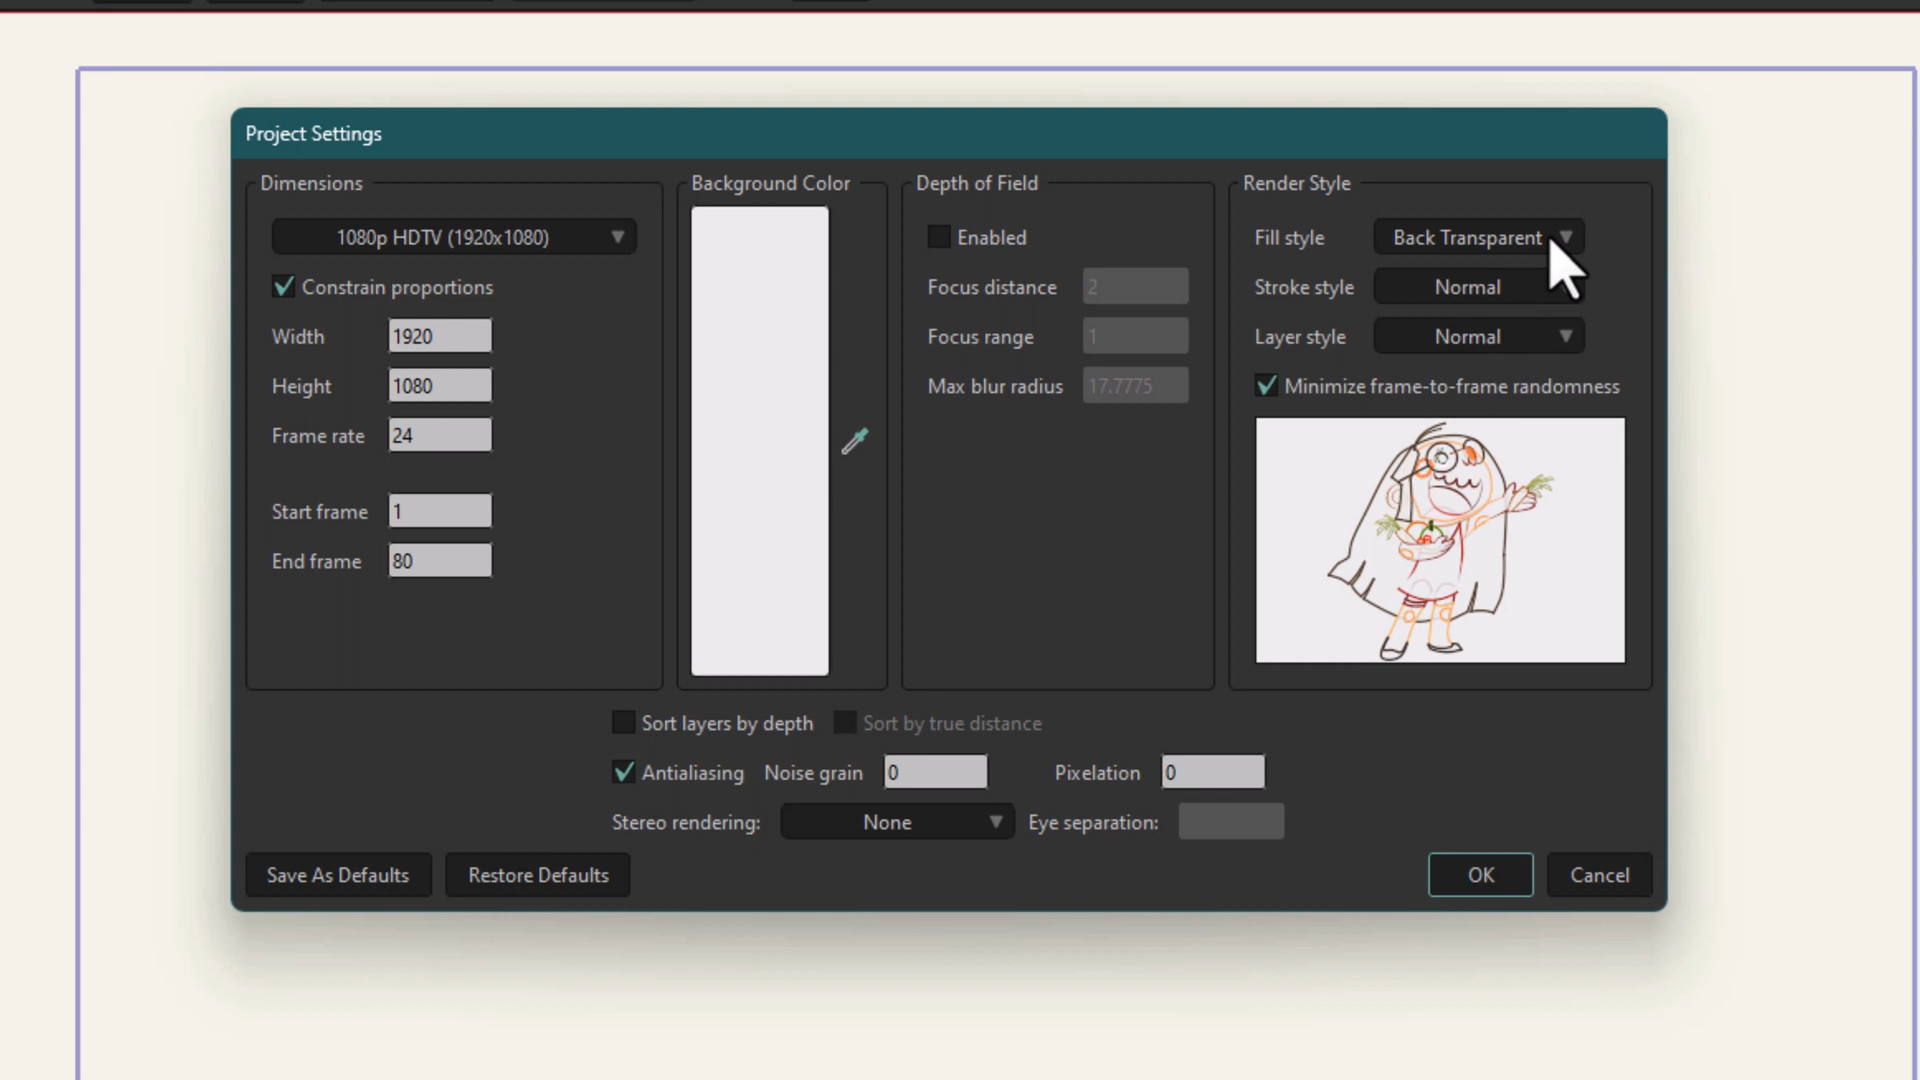 Project Settings
Dimensions
1080p HDTV (1920x1080)
Constrain proportions
Width 1920
Height 1080
Frame rate 24
Start frame 1
End frame 80
Background Color
Depth of Field
Enabled
Focus distance 2
Focus range 1
Max blur radius 17.7775
Render Style
Fill style Back Transparent
Stroke style Normal
Layer style Normal
Minimize frame-to-frame randomness
Sort layers by depth Sort by true distance
Antialiasing Noise grain 0 Pixelation 0
Stereo rendering: None Eye separation:
Save As Defaults Restore Defaults OK Cancel